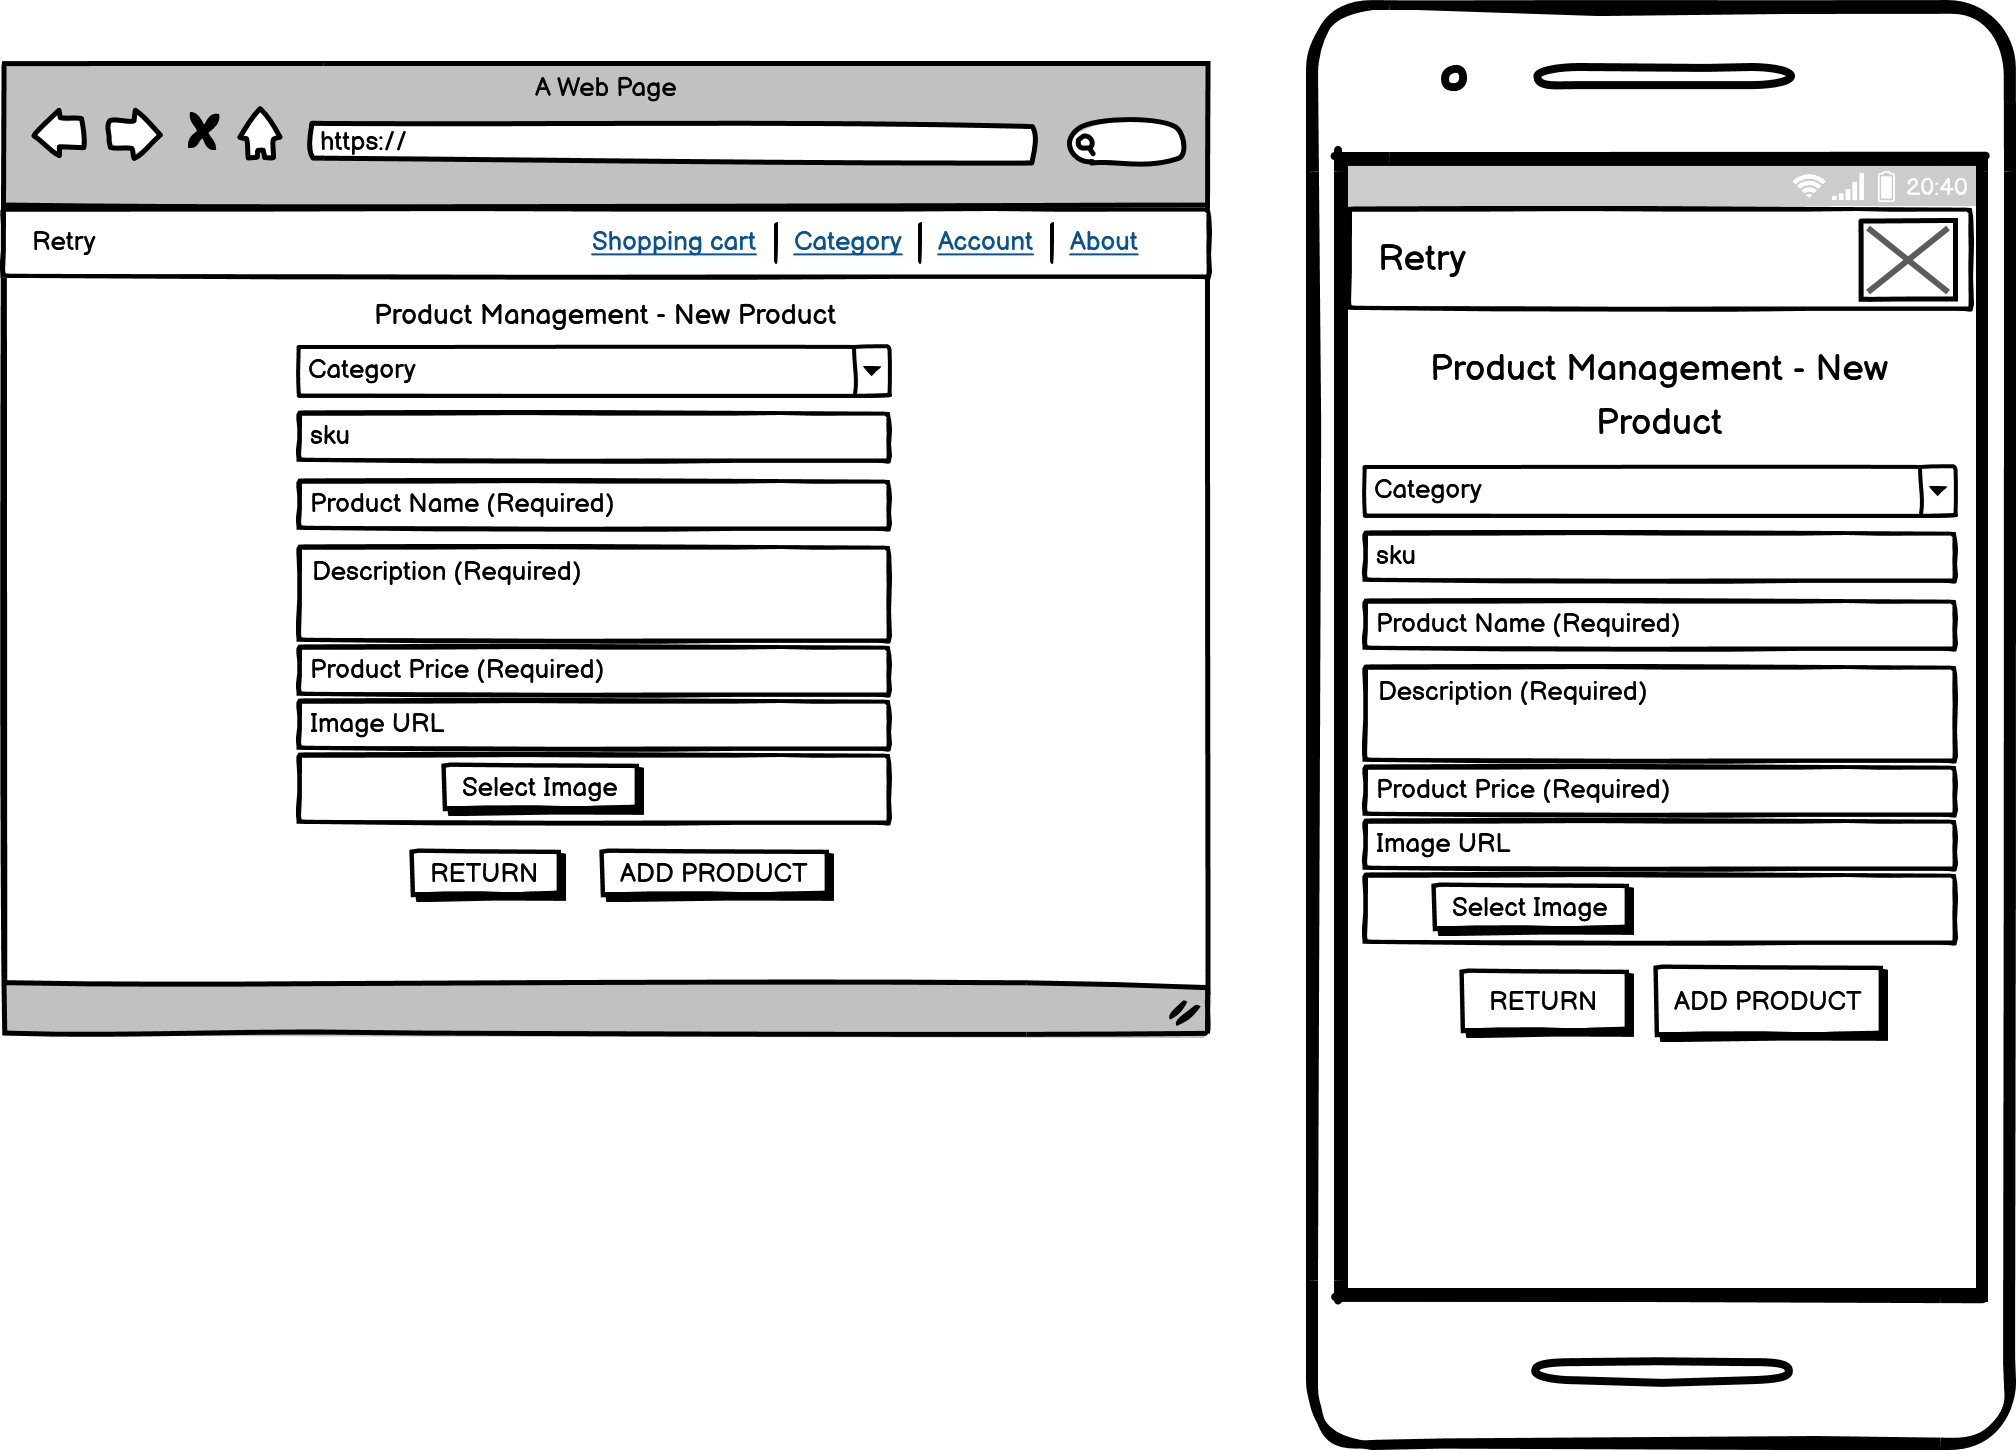 A Web Page
https://
Retry
Shopping cart
Category
Account
About
Product Management - New Product
Category
sku
Product Name (Required)
Description (Required)
Product Price (Required)
Image URL
Select Image
RETURN
ADD PRODUCT
20:40
Retry
Product Management - New
Product
Category
sku
Product Name (Required)
Description (Required)
Product Price (Required)
Image URL
Select Image
RETURN
ADD PRODUCT